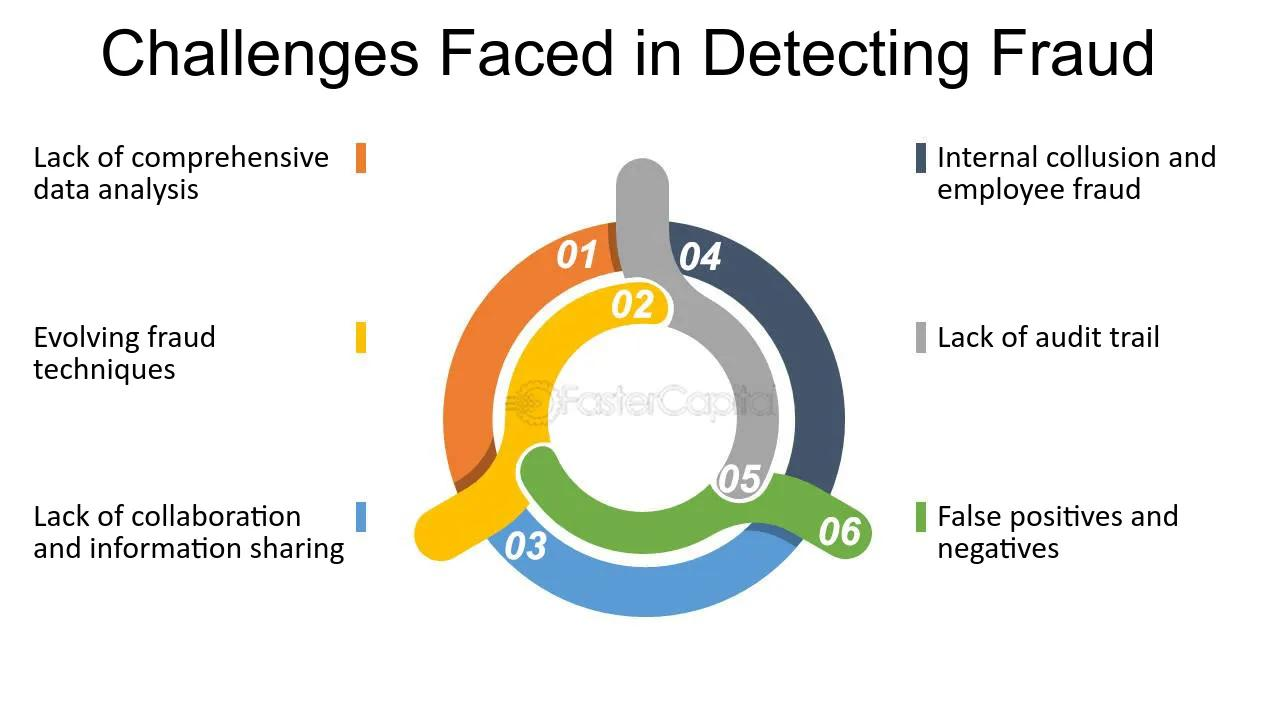 Challenges Faced in Detecting Fraud
Lack of comprehensive
data analysis
Evolving fraud
techniques
Lack of collaboration
and information sharing
01
02
03
04
05
06
FasterCapital
Internal collusion and
employee fraud
Lack of audit trail
False positives and
negatives